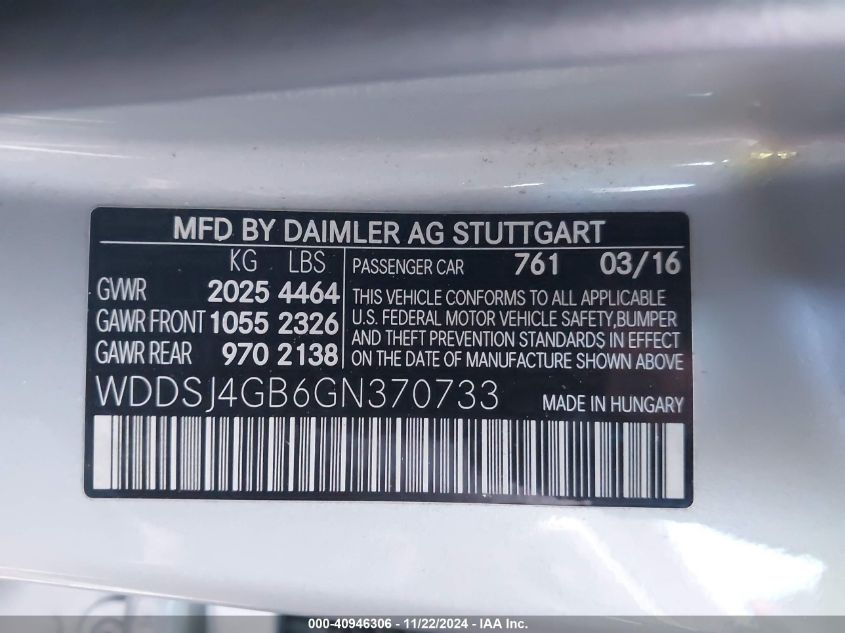 MFD BY DAIMLER AG STUTTGART
KG LBS
GVWR 2025 4464
GAWR FRONT 1055 2326
GAWR REAR 970 2138
PASSENGER CAR 761 03/16
THIS VEHICLE CONFORMS TO ALL APPLICABLE
U.S. FEDERAL MOTOR VEHICLE SAFETY,BUMPER
AND THEFT PREVENTION STANDARDS IN EFFECT
ON THE DATE OF MANUFACTURE SHOWN ABOVE
WDDSJ4GB6GN370733 MADE IN HUNGARY
000-40946306 - 11/22/2024 - IAA Inc.